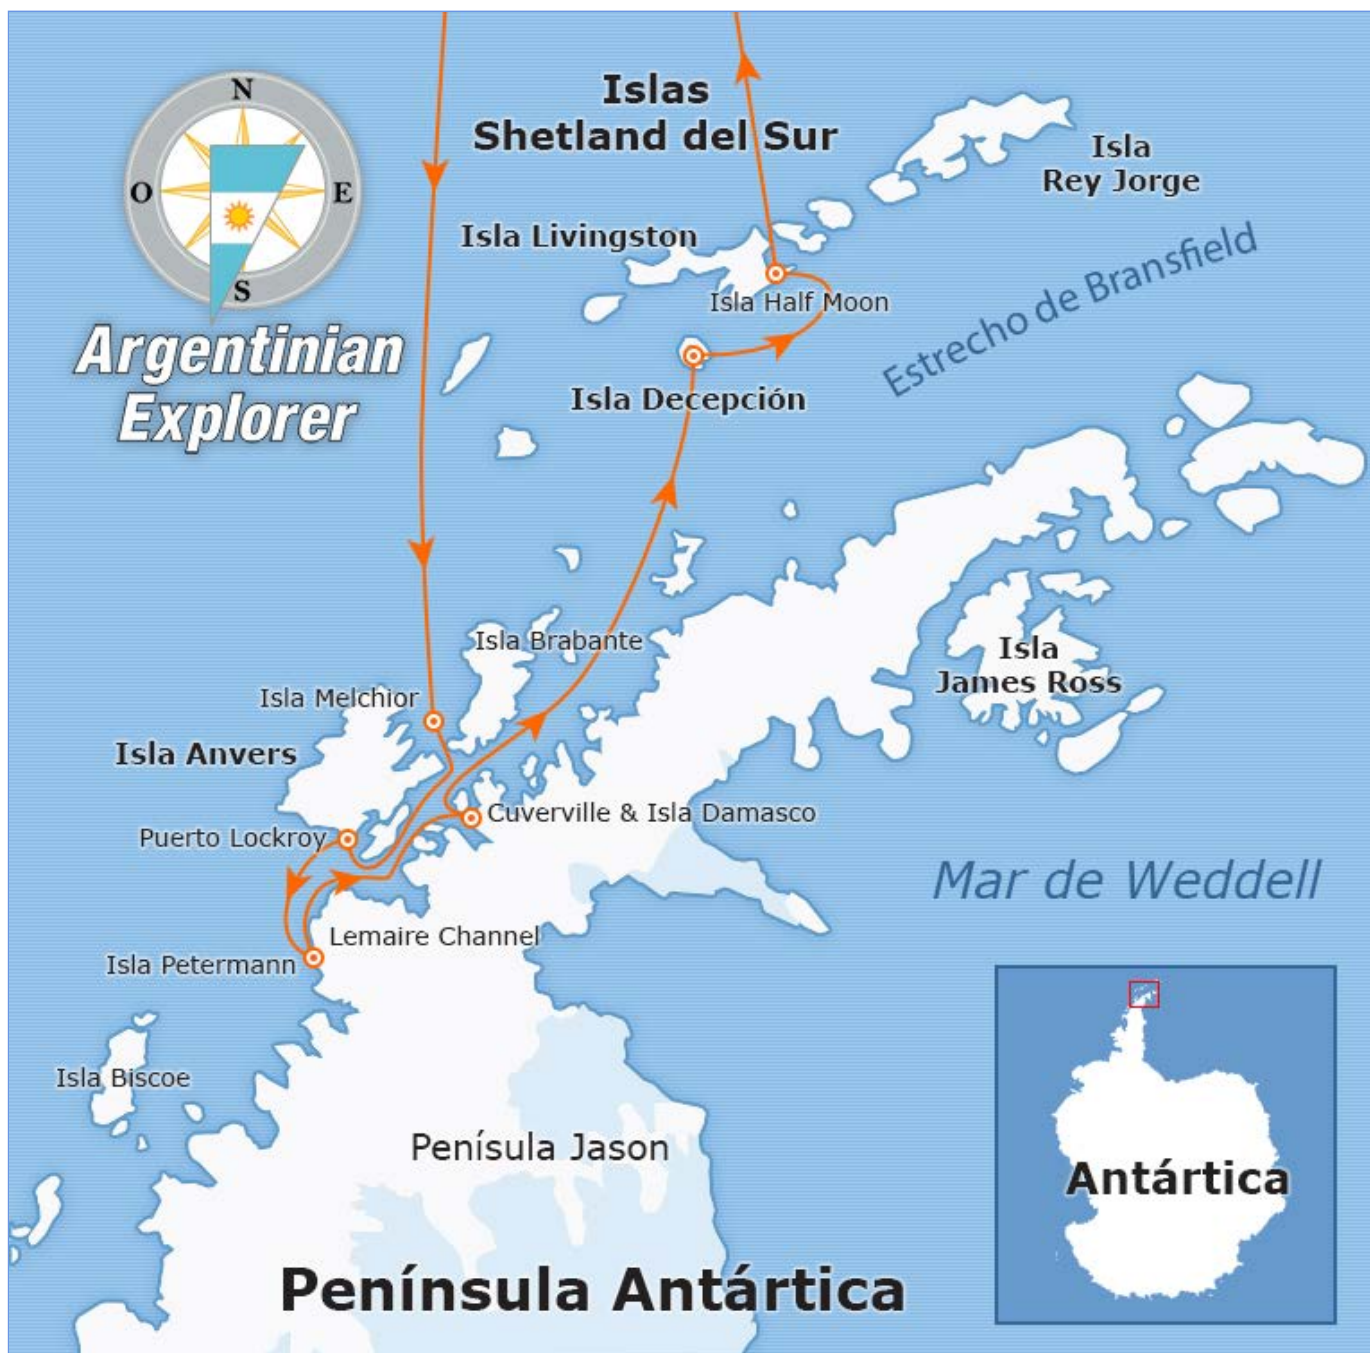 N
O
E
S
Argentinian
Explorer
Islas
Shetland del Sur
Isla
Rey Jorge
Isla Livingston
Isla Half Moon
Estrecho de Bransfield
Isla Decepción
Isla Brabante
Isla
James Ross
Isla Melchior
Isla Anvers
Cuverville & Isla Damasco
Puerto Lockroy
Mar de Weddell
Lemaire Channel
Isla Petermann
Isla Biscoe
Penísula Jason
Antártica
Península Antártica